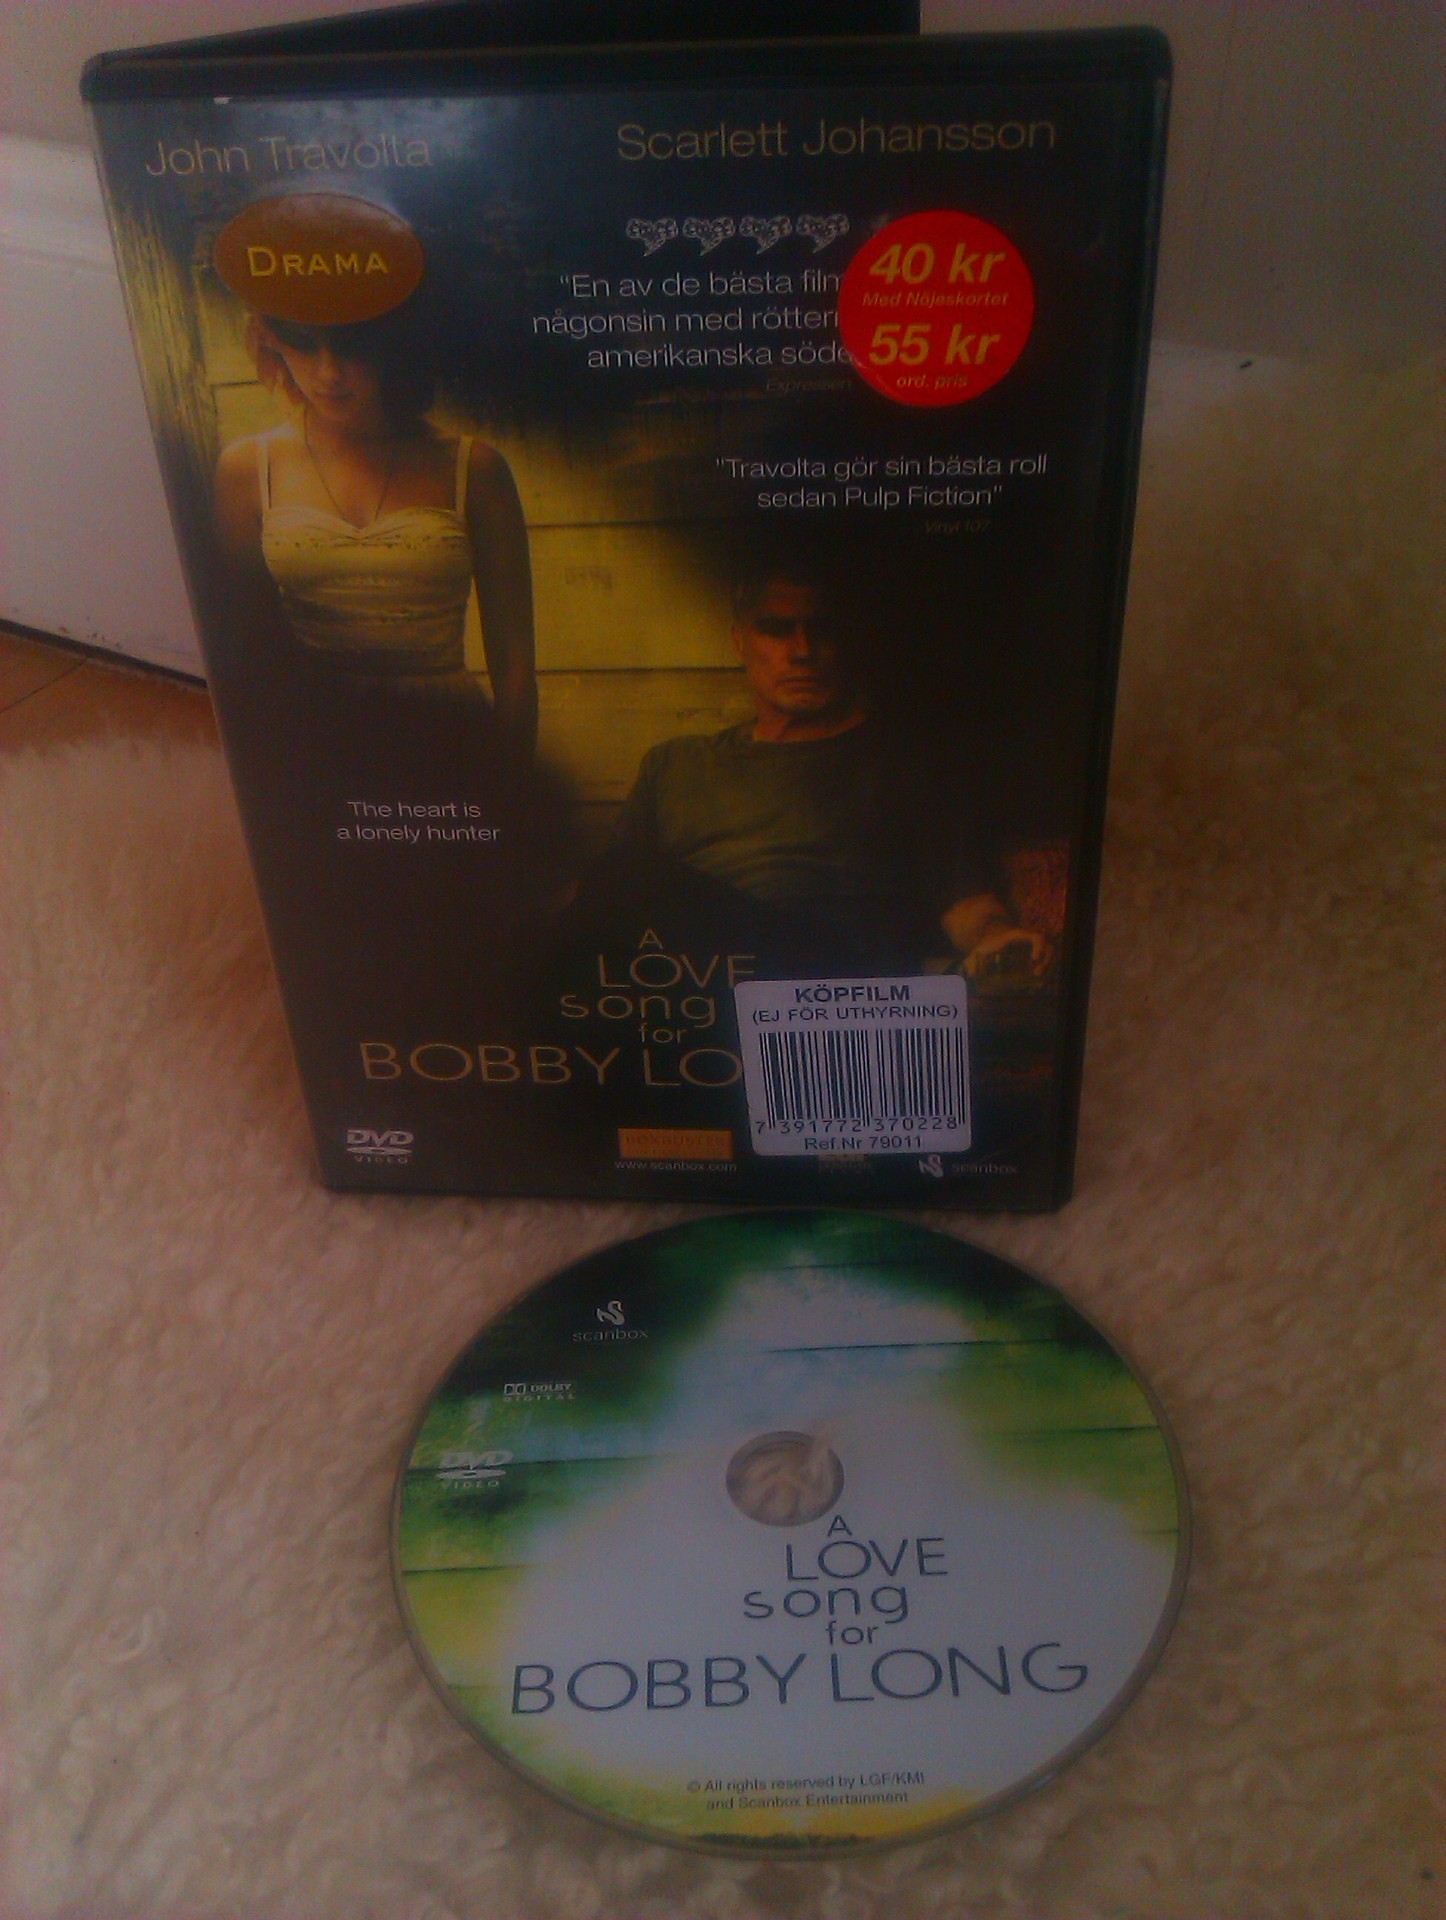 John Travolta
Scarlett Johansson
DRAMA
"En av de bästa film
någonsin med röttern
amerikanska söde
Expressen
40 kr
Med Nöjeskortet
55 kr
ord. pris
"Travolta gör sin bästa roll
sedan Pulp Fiction"
Vinyl 107
The heart is
a lonely hunter
A
LOVE
song
for
BOBBY LO
KÖPFILM
(EJ FÖR UTHYRNING)
7 391772 370228
Ref.Nr 79011
DVD
VIDEO
www.scanbox.com
scanbox
scanbox
DOLBY
DIGITAL
DVD
VIDEO
A
LOVE
song
for
BOBBY LONG
© All rights reserved by LGF/KMI
and Scanbox Entertainment